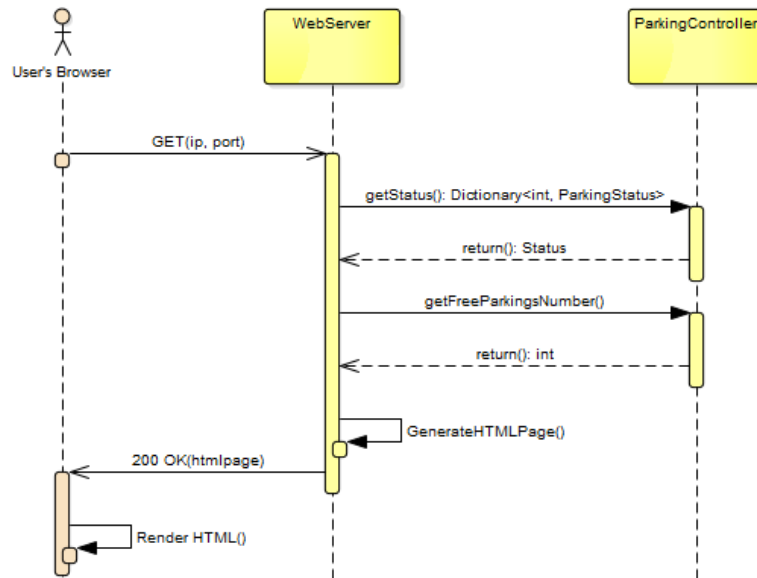 WebServer
ParkingController
User's Browser
GET(ip, port)
getStatus(): Dictionary<int, ParkingStatus>
return(): Status
getFreeParkingsNumber()
return(): int
GenerateHTMLPage()
200 OK(htmlpage)
Render HTML()